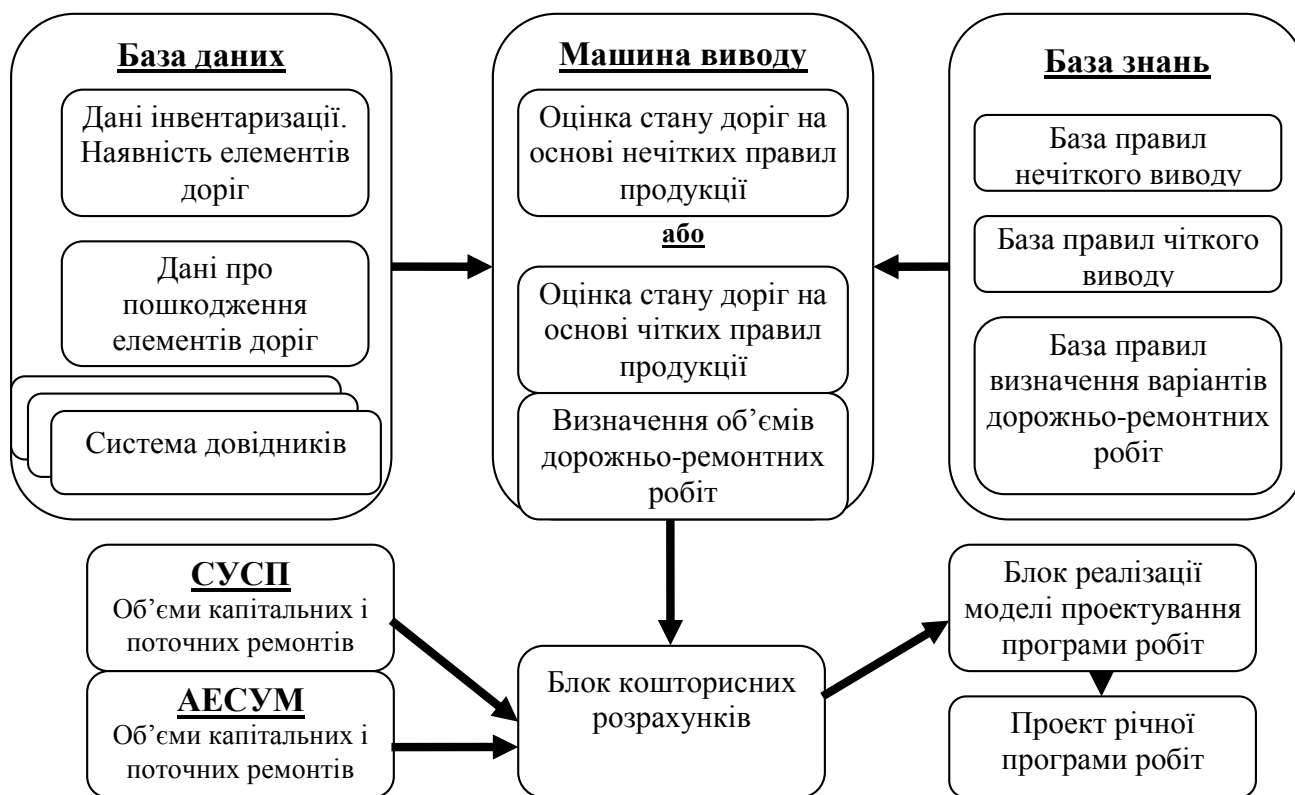 База даних
Дані інвентаризації.
Наявність елементів
доріг
Дані про
пошкодження
елементів доріг
Система довідників
Машина виводу
Оцінка стану доріг на
основі нечітких правил
продукції
або
Оцінка стану доріг на
основі чітких правил
продукції
Визначення об’ємів
дорожньо-ремонтних
робіт
База знань
База правил
нечіткого виводу
База правил чіткого
виводу
База правил
визначення варіантів
дорожньо-ремонтних
робіт
СУСП
Об’єми капітальних і
поточних ремонтів
АЕСУМ
Об’єми капітальних і
поточних ремонтів
Блок кошторисних
розрахунків
Блок реалізації
моделі проектування
програми робіт
Проект річної
програми робіт